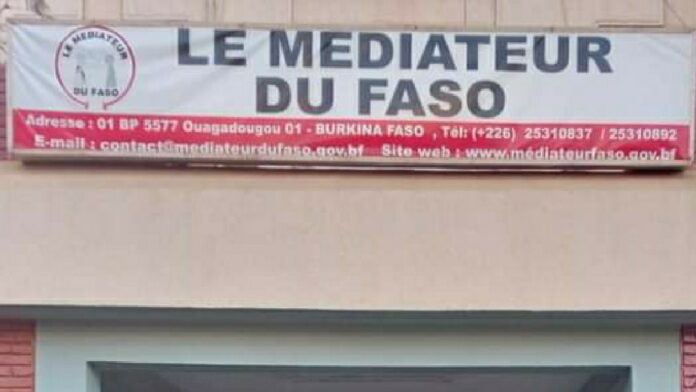 LE MEDIATEUR
DU FASO
LE MEDIATEUR
DU FASO
Adresse : 01 BP 5577 Ouagadougou 01 - BURKINA FASO , Tél: (+226) 25310837 / 25310892
E-mail : contact@mediateurdufaso.gov.bf Site web : www.médiateurfaso.gov.bf